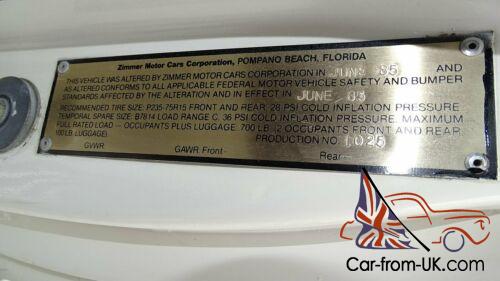 Zimmer Motor Cars Corporation, POMPANO BEACH, FLORIDA
THIS VEHICLE WAS ALTERED BY ZIMMER MOTOR CARS CORPORATION IN JUNE 85 AND
AS ALTERED CONFORMS TO ALL APPLICABLE FEDERAL MOTOR VEHICLE SAFETY AND BUMPER
STANDARDS AFFECTED BY THE ALTERATION AND IN EFFECT IN JUNE 85
RECOMMENDED TIRE SIZE: P235-75R15 FRONT AND REAR. 28 PSI COLD INFLATION PRESSURE
TEMPORAL SPARE SIZE. B7814 LOAD RANGE C, 36 PSI COLD INFLATION PRESSURE. MAXIMUM
FULL RATED LOAD — OCCUPANTS PLUS LUGGAGE. 700 LB. (2 OCCUPANTS FRONT AND REAR.
100 LB. LUGGAGE). PRODUCTION NO. 1025
GVWR GAWR Front- Rear-
Car-from-UK.com